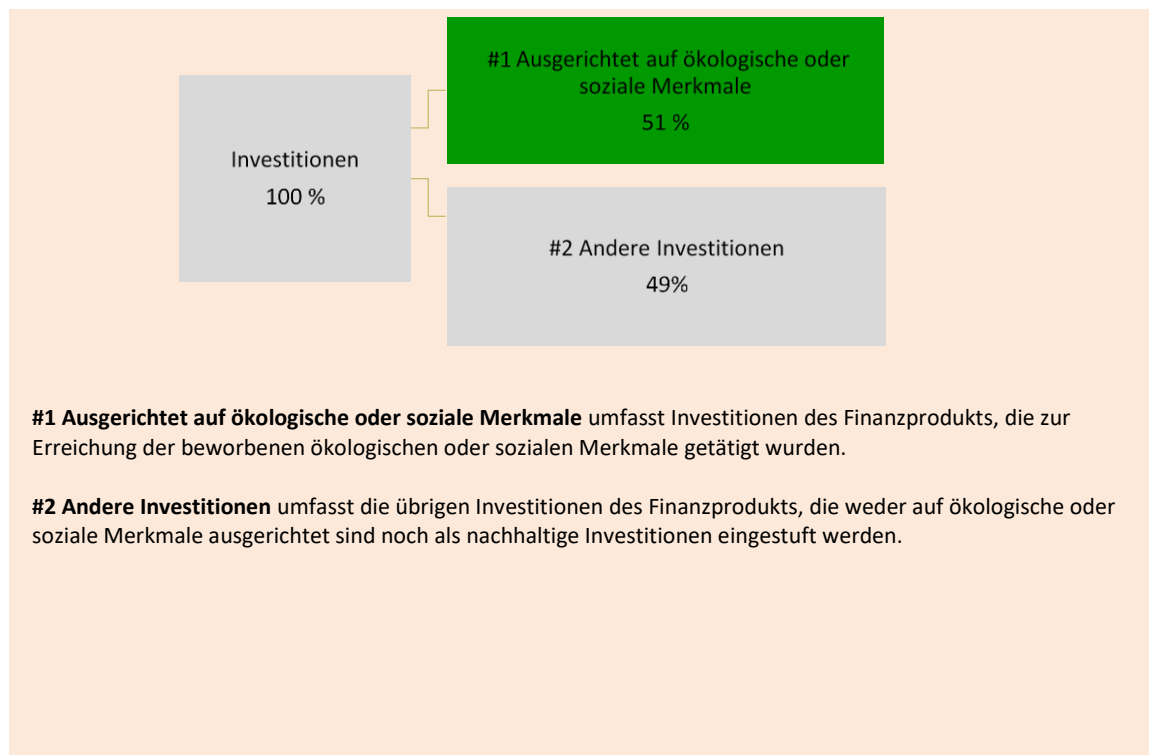 #1 Ausgerichtet auf ökologische oder
soziale Merkmale
51 %
Investitionen
100 %
#2 Andere Investitionen
49%
#1 Ausgerichtet auf ökologische oder soziale Merkmale umfasst Investitionen des Finanzprodukts, die zur
Erreichung der beworbenen ökologischen oder sozialen Merkmale getätigt wurden.
#2 Andere Investitionen umfasst die übrigen Investitionen des Finanzprodukts, die weder auf ökologische oder
soziale Merkmale ausgerichtet sind noch als nachhaltige Investitionen eingestuft werden.